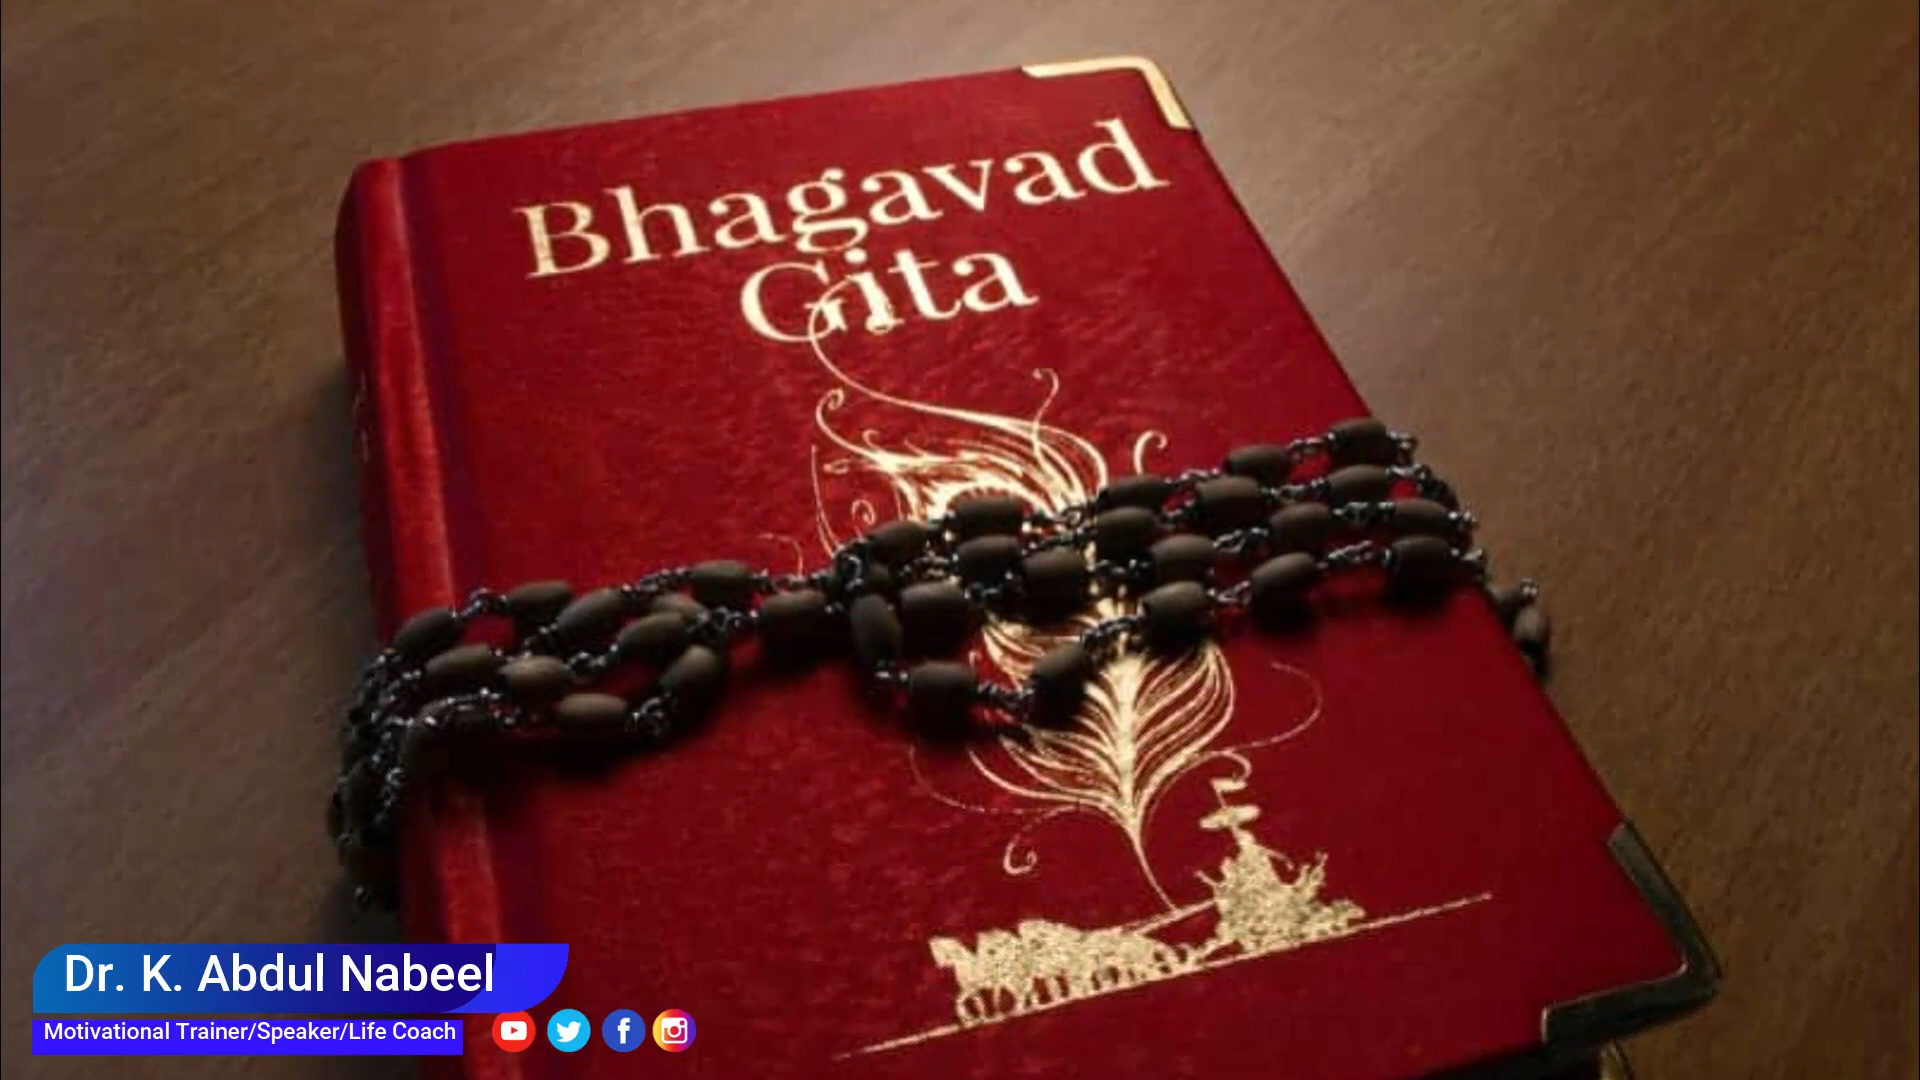 Bhagavad
Gita
Dr. K. Abdul Nabeel
Motivational Trainer/Speaker/Life Coach